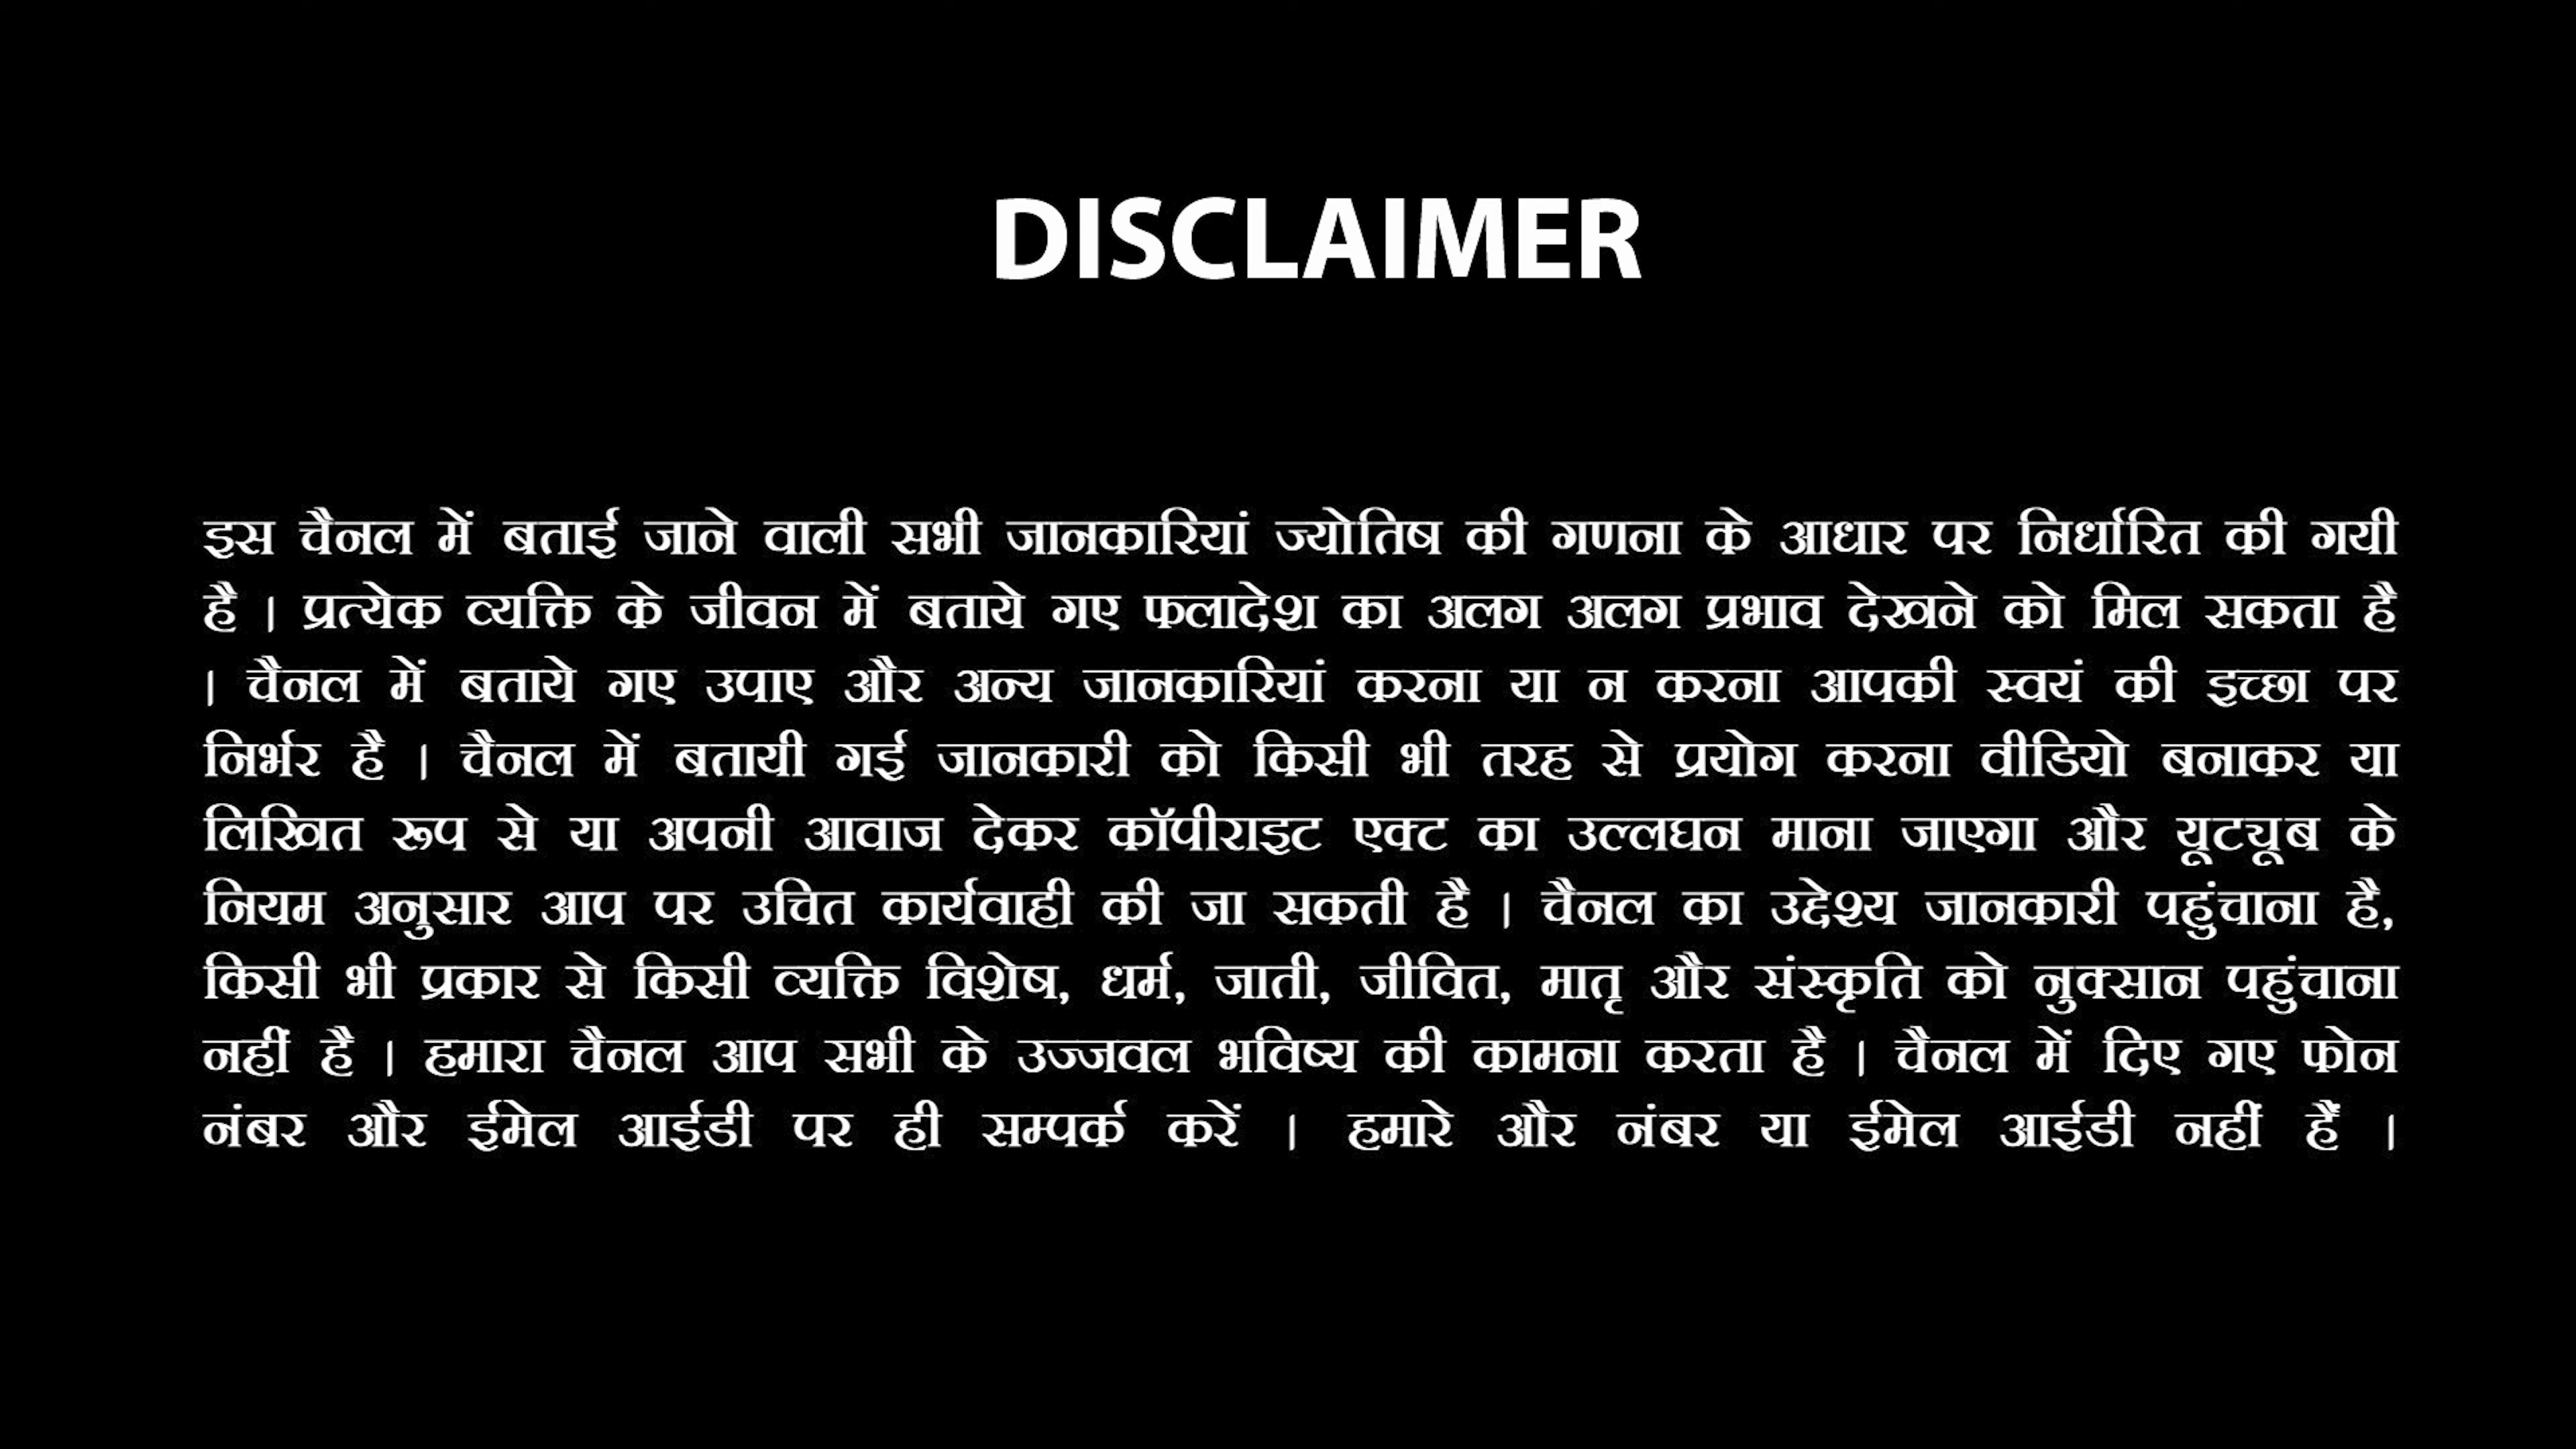 DISCLAIMER
इस चैनल में बताई जाने वाली सभी जानकारियां ज्योतिष की गणना के आधार पर निर्धारित की गयी
है । प्रत्येक व्यक्ति के जीवन में बताये गए फलादेश का अलग अलग प्रभाव देखने को मिल सकता है
। चैनल में बताये गए उपाए और अन्य जानकारियां करना या न करना आपकी स्वयं की इच्छा पर
निर्भर है । चैनल में बतायी गई जानकारी को किसी भी तरह से प्रयोग करना वीडियो बनाकर या
लिखित रूप से या अपनी आवाज देकर कॉपीराइट एक्ट का उल्लघन माना जाएगा और यूट्यूब के
नियम अनुसार आप पर उचित कार्यवाही की जा सकती है । चैनल का उद्देश्य जानकारी पहुंचाना है,
किसी भी प्रकार से किसी व्यक्ति विशेष, धर्म, जाती, जीवित, मातृ और संस्कृति को नुक्सान पहुंचाना
नहीं है । हमारा चैनल आप सभी के उज्जवल भविष्य की कामना करता है । चैनल में दिए गए फोन
नंबर और ईमेल आईडी पर ही सम्पर्क करें । हमारे और नंबर या ईमेल आईडी नहीं हैं ।